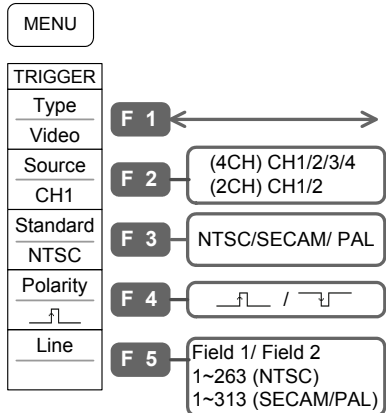 MENU
TRIGGER
Type
Video
F 1
Source
CH1
F 2
(4CH) CH1/2/3/4
(2CH) CH1/2
Standard
NTSC
F 3
NTSC/SECAM/ PAL
Polarity
F 4
/
Line
F 5
Field 1/ Field 2
1~263 (NTSC)
1~313 (SECAM/PAL)